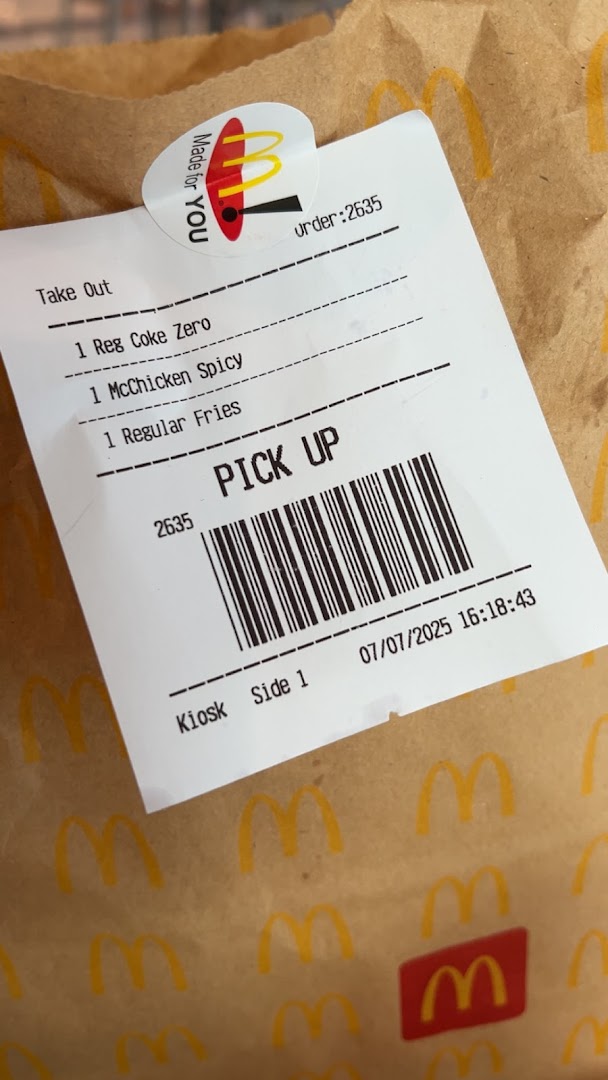 Made for YOU
Order:2635
Take Out
1 Reg Coke Zero
1 McChicken Spicy
1 Regular Fries
PICK UP
2635
07/07/2025 16:18:43
Kiosk Side 1